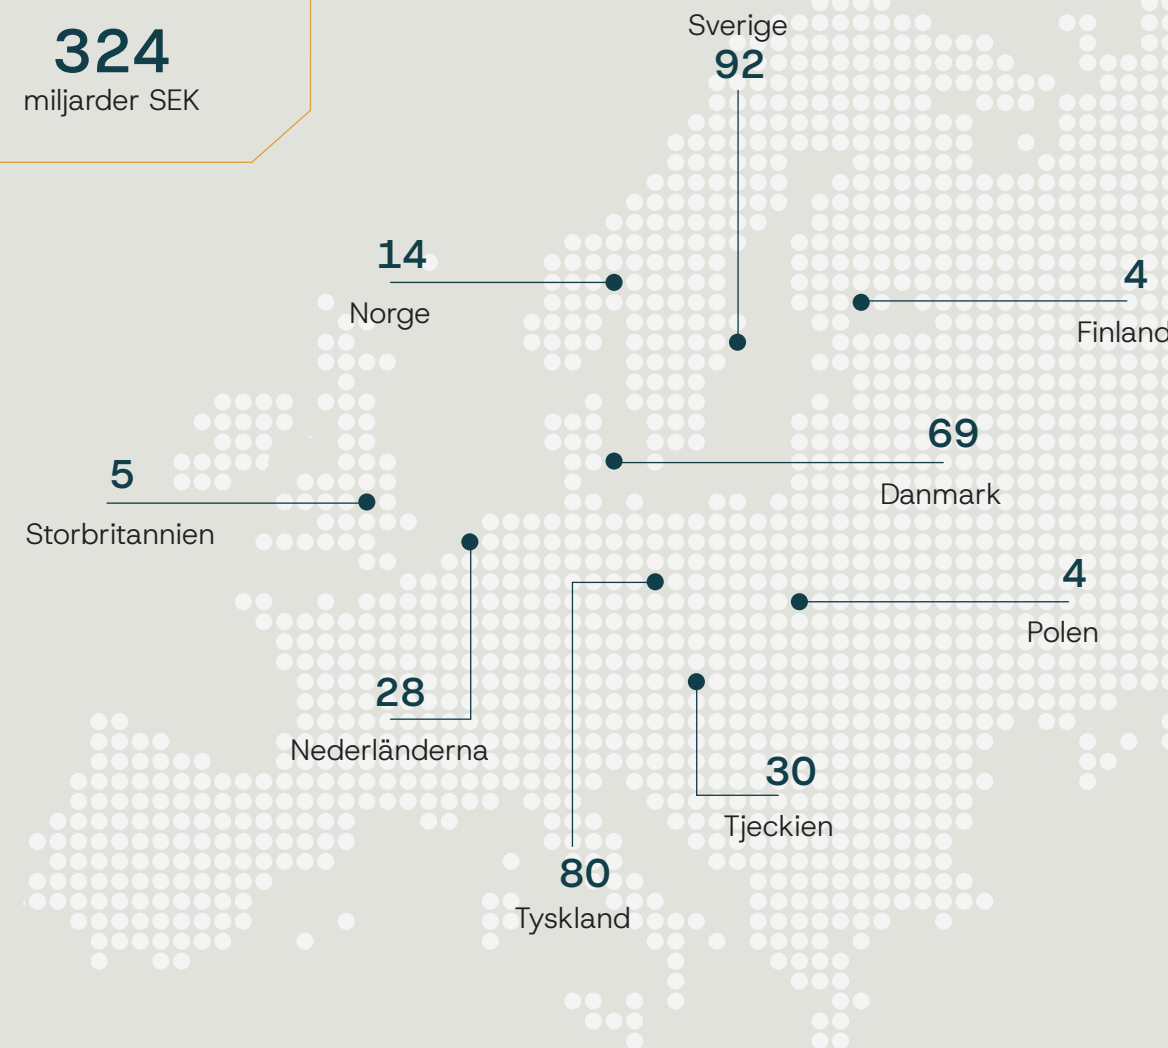 324
miljarder SEK
Sverige
92
14
Norge
4
Finland
69
Danmark
5
Storbritannien
4
Polen
28
Nederländerna
30
Tjeckien
80
Tyskland